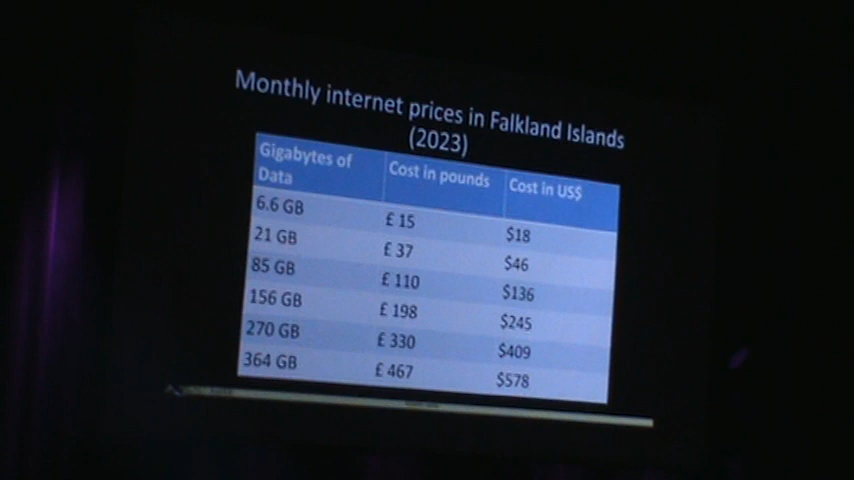 Monthly internet prices in Falkland Islands
(2023)
Gigabytes of Data Cost in pounds Cost in US$
6.6 GB £ 15 $18
21 GB £ 37 $46
85 GB £ 110 $136
156 GB £ 198 $245
270 GB £ 330 $409
364 GB £ 467 $578